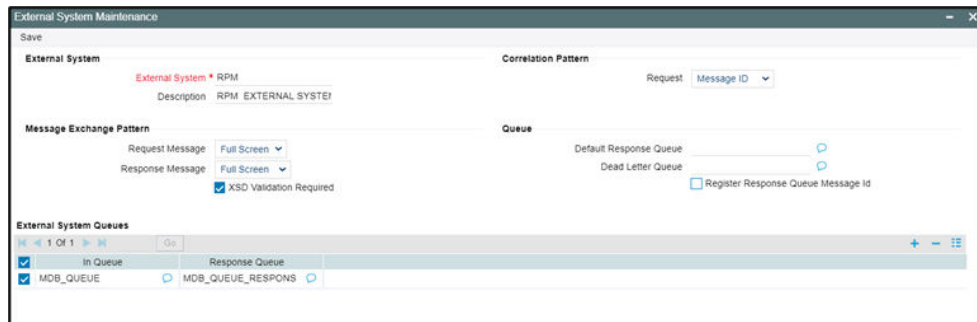 External System Maintenance
Save
External System
Correlation Pattern
External System * RPM
Request Message ID
Description RPM EXTERNAL SYSTEM
Message Exchange Pattern
Queue
Request Message Full Screen
Default Response Queue
Response Message Full Screen
Dead Letter Queue
XSD Validation Required
Register Response Queue Message Id
External System Queues
1 Of 1 Go
In Queue Response Queue
MDB_QUEUE MDB_QUEUE_RESPONS